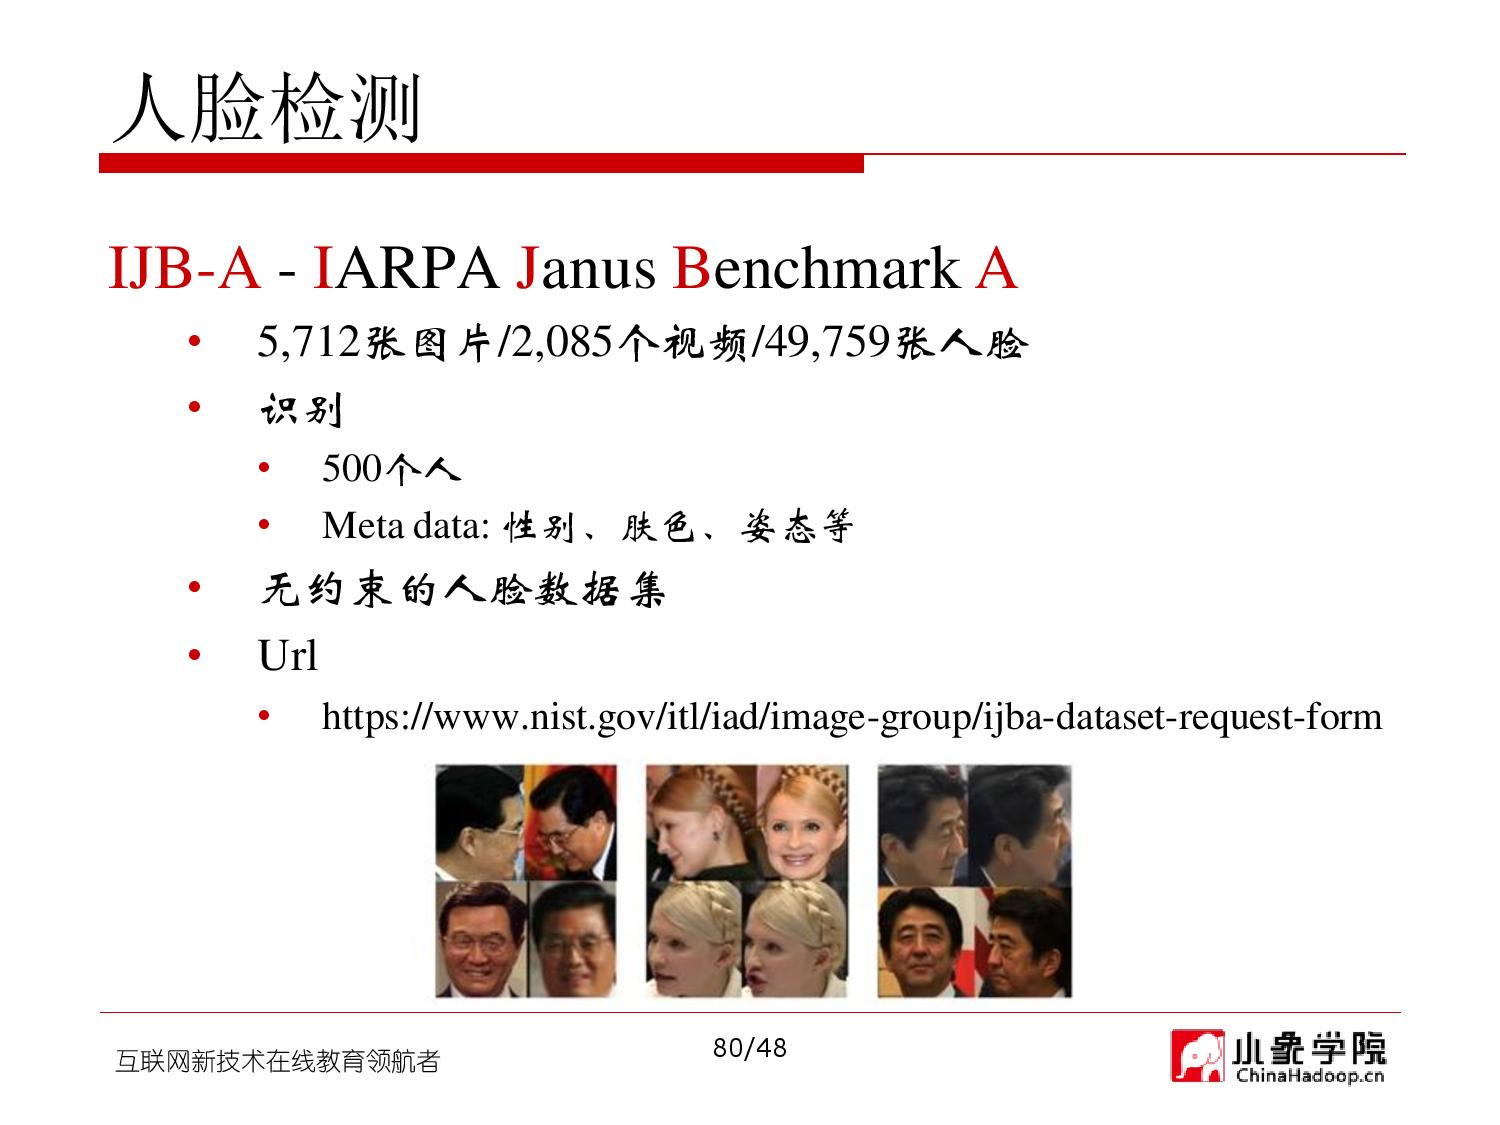 人脸检测
IJB-A - IARPA Janus Benchmark A
• 5,712张图片/2,085个视频/49,759张人脸
• 识别
• 500个人
• Meta data: 性别、肤色、姿态等
• 无约束的人脸数据集
• Url
• https://www.nist.gov/itl/iad/image-group/ijba-dataset-request-form
互联网新技术在线教育领航者
80/48
小象学院
ChinaHadoop.cn